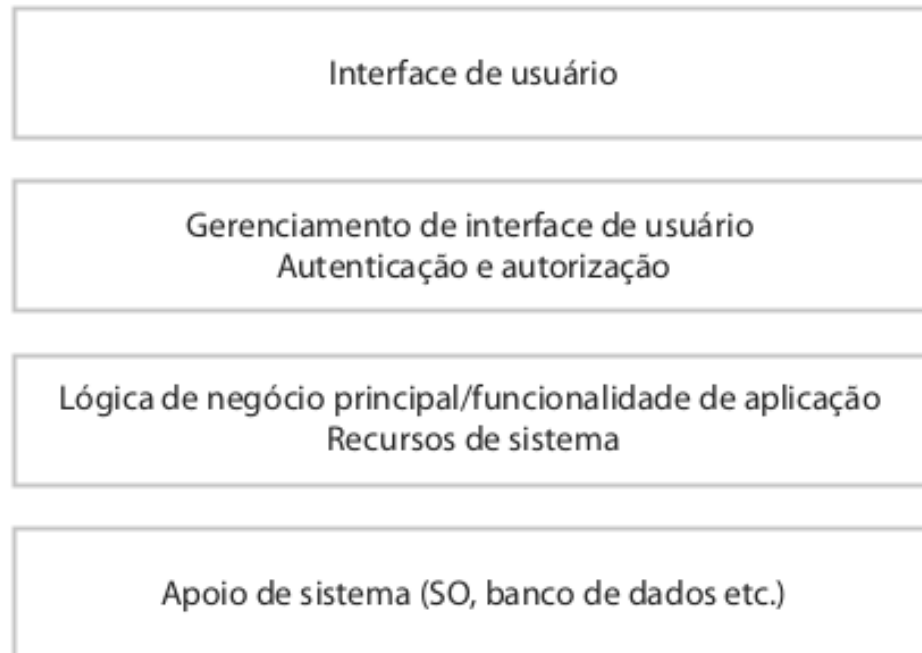 Interface de usuário
Gerenciamento de interface de usuário
Autenticação e autorização
Lógica de negócio principal/funcionalidade de aplicação
Recursos de sistema
Apoio de sistema (SO, banco de dados etc.)